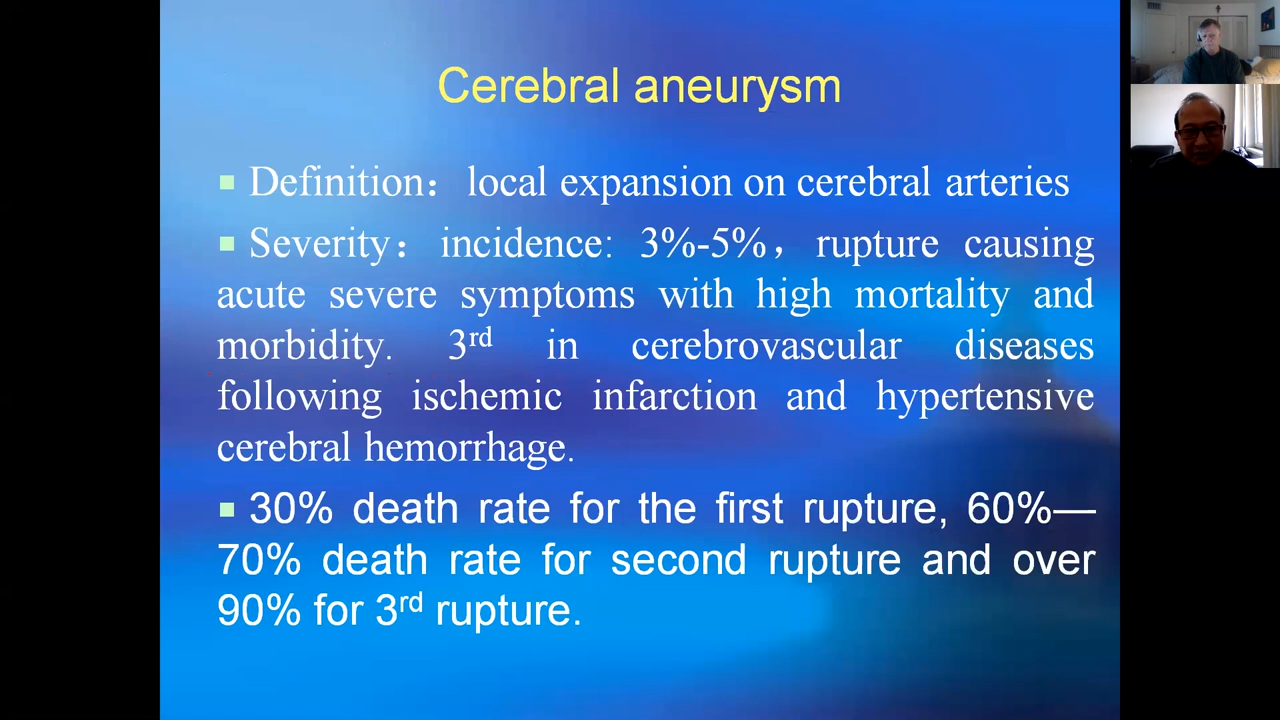 Cerebral aneurysm
▪ Definition： local expansion on cerebral arteries
▪ Severity：incidence: 3%-5%，rupture causing
acute severe symptoms with high mortality and
morbidity. 3rd in cerebrovascular diseases
following ischemic infarction and hypertensive
cerebral hemorrhage.
▪ 30% death rate for the first rupture, 60%—
70% death rate for second rupture and over
90% for 3rd rupture.